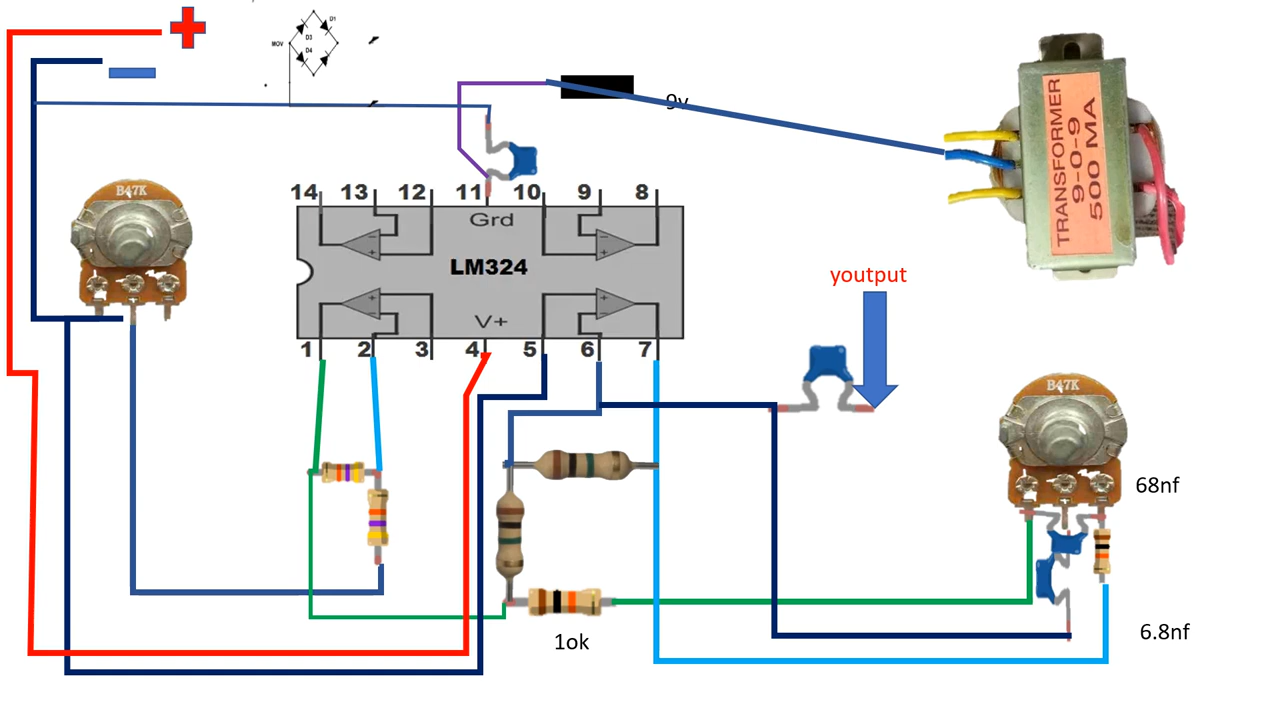 D1
MOV
D3
D4
9v
TRANSFORMER
9-0-9
500 MA
B47K
14 13 12 11 10 9 8
Grd
LM324
V+
1 2 3 4 5 6 7
youtput
B47K
68nf
6.8nf
1ok